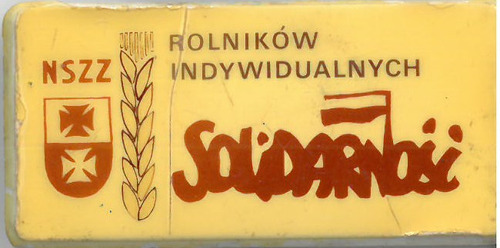 NSZZ
ROLNIKÓW
INDYWIDUALNYCH
SOLIDARNOŚĆ